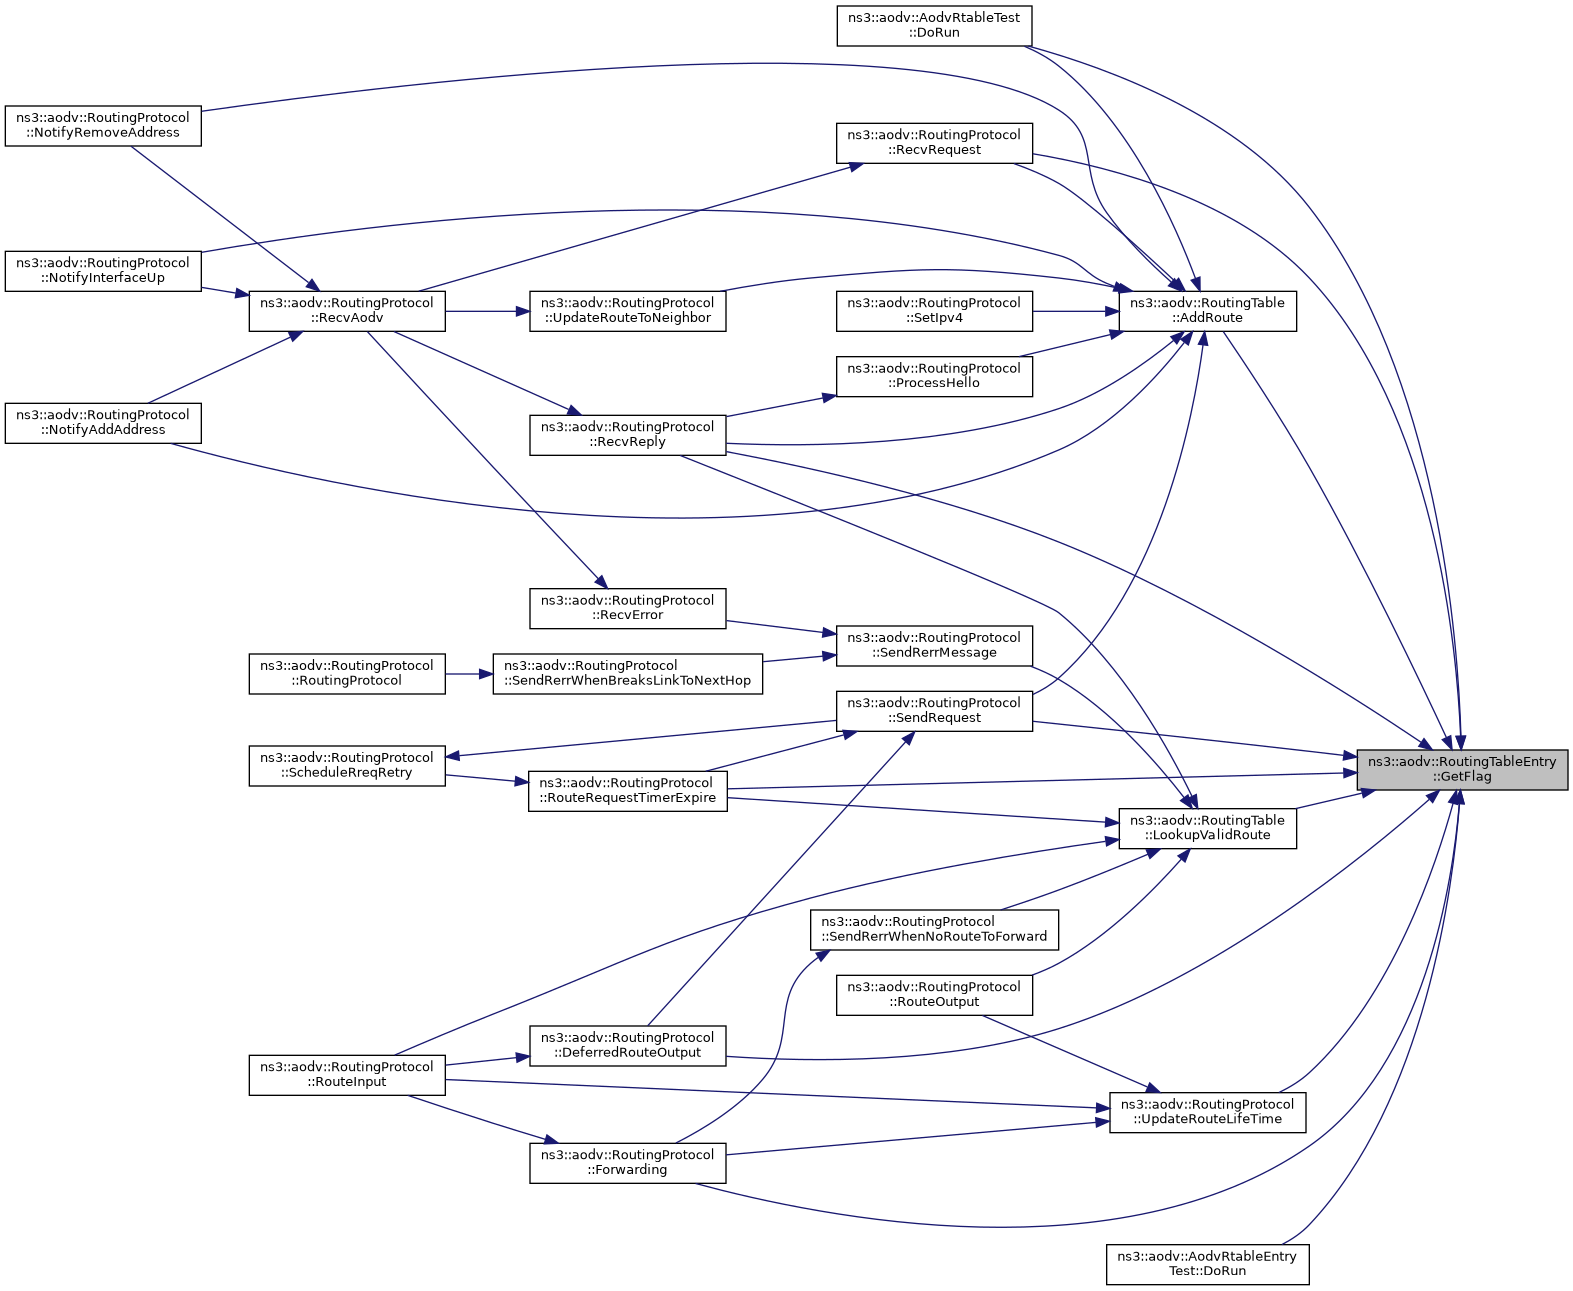 ns3::aodv::AodvRtableTest
::DoRun
ns3::aodv::RoutingProtocol
::NotifyRemoveAddress
ns3::aodv::RoutingProtocol
::RecvRequest
ns3::aodv::RoutingProtocol
::NotifyInterfaceUp
ns3::aodv::RoutingProtocol
::RecvAodv
ns3::aodv::RoutingProtocol
::UpdateRouteToNeighbor
ns3::aodv::RoutingProtocol
::SetIpv4
ns3::aodv::RoutingTable
::AddRoute
ns3::aodv::RoutingProtocol
::ProcessHello
ns3::aodv::RoutingProtocol
::NotifyAddAddress
ns3::aodv::RoutingProtocol
::RecvReply
ns3::aodv::RoutingProtocol
::RecvError
ns3::aodv::RoutingProtocol
::SendRerrMessage
ns3::aodv::RoutingProtocol
::RoutingProtocol
ns3::aodv::RoutingProtocol
::SendRerrWhenBreaksLinkToNextHop
ns3::aodv::RoutingProtocol
::SendRequest
ns3::aodv::RoutingProtocol
::ScheduleRreqRetry
ns3::aodv::RoutingProtocol
::RouteRequestTimerExpire
ns3::aodv::RoutingTableEntry
::GetFlag
ns3::aodv::RoutingTable
::LookupValidRoute
ns3::aodv::RoutingProtocol
::SendRerrWhenNoRouteToForward
ns3::aodv::RoutingProtocol
::RouteOutput
ns3::aodv::RoutingProtocol
::DeferredRouteOutput
ns3::aodv::RoutingProtocol
::RouteInput
ns3::aodv::RoutingProtocol
::UpdateRouteLifeTime
ns3::aodv::RoutingProtocol
::Forwarding
ns3::aodv::AodvRtableEntry
Test::DoRun